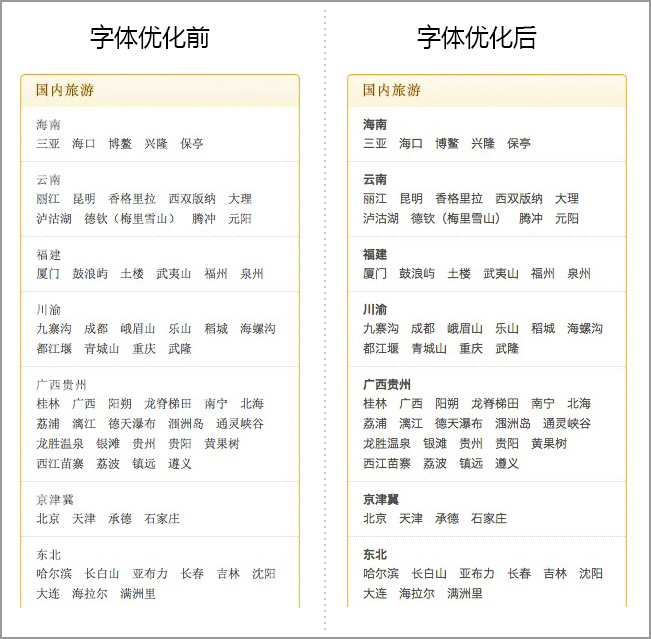 字体优化前
国内旅游
海南
三亚 海口 博鳌 兴隆 保亭
云南
丽江 昆明 香格里拉 西双版纳 大理
泸沽湖 德钦（梅里雪山） 腾冲 元阳
福建
厦门 鼓浪屿 土楼 武夷山 福州 泉州
川渝
九寨沟 成都 峨眉山 乐山 稻城 海螺沟
都江堰 青城山 重庆 武隆
广西贵州
桂林 广西 阳朔 龙脊梯田 南宁 北海
荔浦 漓江 德天瀑布 涠洲岛 通灵峡谷
龙胜温泉 银滩 贵州 贵阳 黄果树
西江苗寨 荔波 镇远 遵义
京津冀
北京 天津 承德 石家庄
东北
哈尔滨 长白山 亚布力 长春 吉林 沈阳
大连 海拉尔 满洲里
字体优化后
国内旅游
海南
三亚 海口 博鳌 兴隆 保亭
云南
丽江 昆明 香格里拉 西双版纳 大理
泸沽湖 德钦（梅里雪山） 腾冲 元阳
福建
厦门 鼓浪屿 土楼 武夷山 福州 泉州
川渝
九寨沟 成都 峨眉山 乐山 稻城 海螺沟
都江堰 青城山 重庆 武隆
广西贵州
桂林 广西 阳朔 龙脊梯田 南宁 北海
荔浦 漓江 德天瀑布 涠洲岛 通灵峡谷
龙胜温泉 银滩 贵州 贵阳 黄果树
西江苗寨 荔波 镇远 遵义
京津冀
北京 天津 承德 石家庄
东北
哈尔滨 长白山 亚布力 长春 吉林 沈阳
大连 海拉尔 满洲里